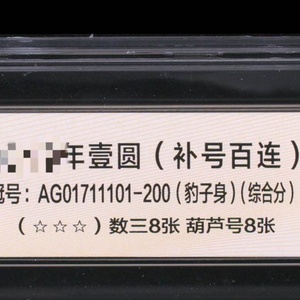 年壹圆（补号百连）
冠号：AG01711101-200（豹子身）（综合分）
（☆☆☆）数三8张 葫芦号8张